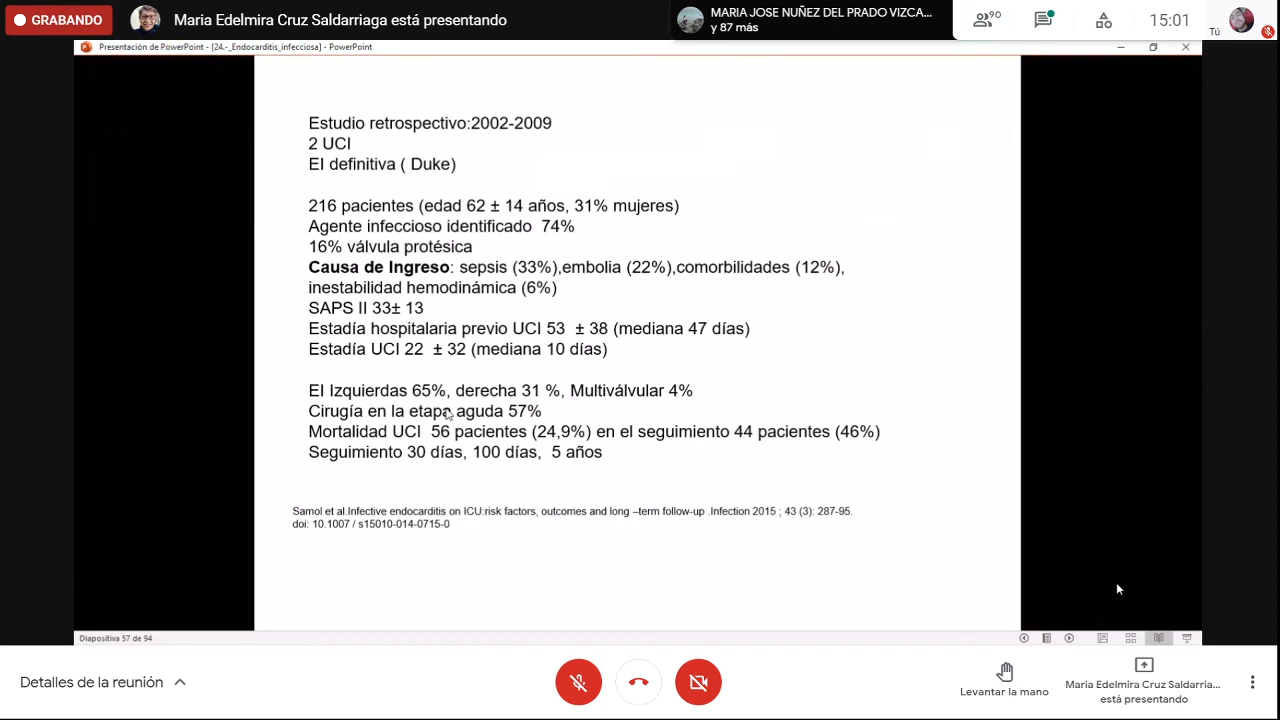 GRABANDO
Maria Edelmira Cruz Saldarriaga está presentando
MARIA JOSE NUÑEZ DEL PRADO VIZCA...
y 87 más
90
15:01
Tú
Presentación de PowerPoint - [24.-_Endocarditis_infecciosa] - PowerPoint
Estudio retrospectivo:2002-2009
2 UCI
EI definitiva ( Duke)
216 pacientes (edad 62 ± 14 años, 31% mujeres)
Agente infeccioso identificado 74%
16% válvula protésica
Causa de Ingreso: sepsis (33%),embolia (22%),comorbilidades (12%),
inestabilidad hemodinámica (6%)
SAPS II 33± 13
Estadía hospitalaria previo UCI 53 ± 38 (mediana 47 días)
Estadía UCI 22 ± 32 (mediana 10 días)
EI Izquierdas 65%, derecha 31 %, Multiválvular 4%
Cirugía en la etapa aguda 57%
Mortalidad UCI 56 pacientes (24,9%) en el seguimiento 44 pacientes (46%)
Seguimiento 30 días, 100 días, 5 años
Samol et al.Infective endocarditis on ICU:risk factors, outcomes and long –term follow-up .Infection 2015 ; 43 (3): 287-95.
doi: 10.1007 / s15010-014-0715-0
Diapositiva 57 de 94
Detalles de la reunión
Levantar la mano
Maria Edelmira Cruz Saldarria...
está presentando